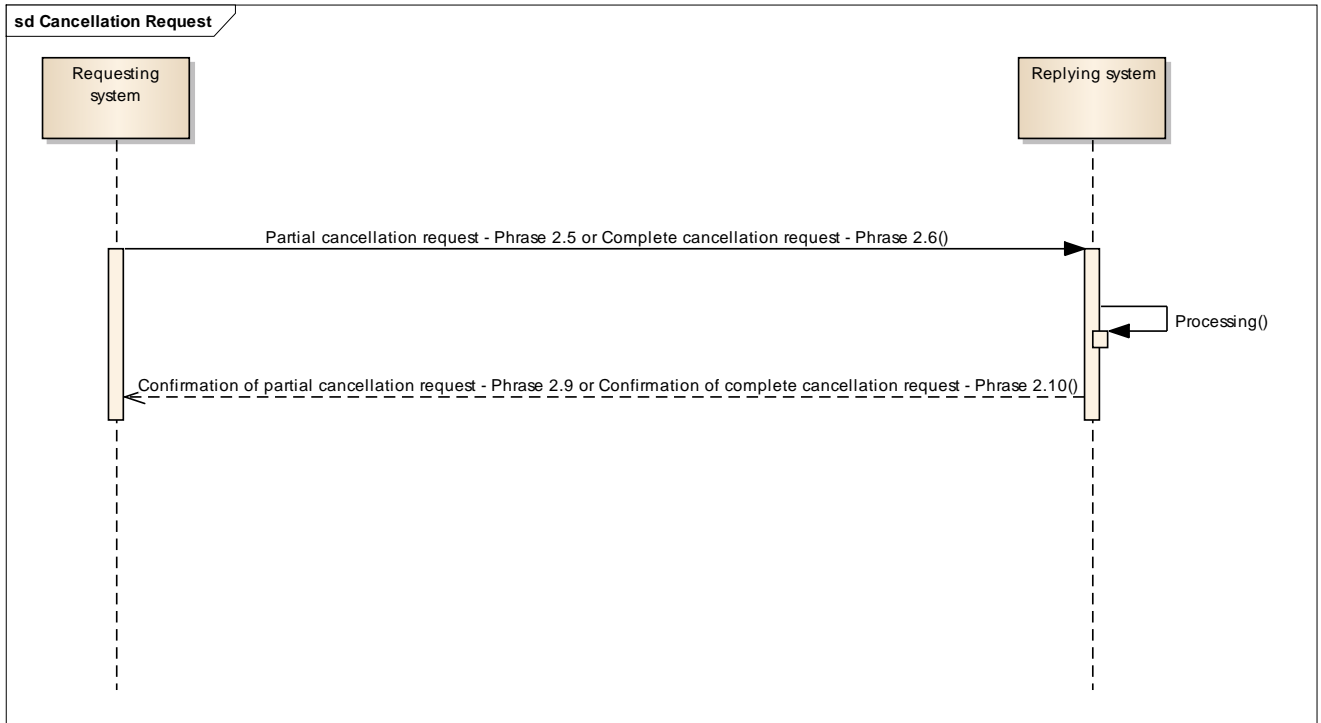 sd Cancellation Request
Requesting
system
Replying system
Partial cancellation request - Phrase 2.5 or Complete cancellation request - Phrase 2.6()
Processing()
Confirmation of partial cancellation request - Phrase 2.9 or Confirmation of complete cancellation request - Phrase 2.10()